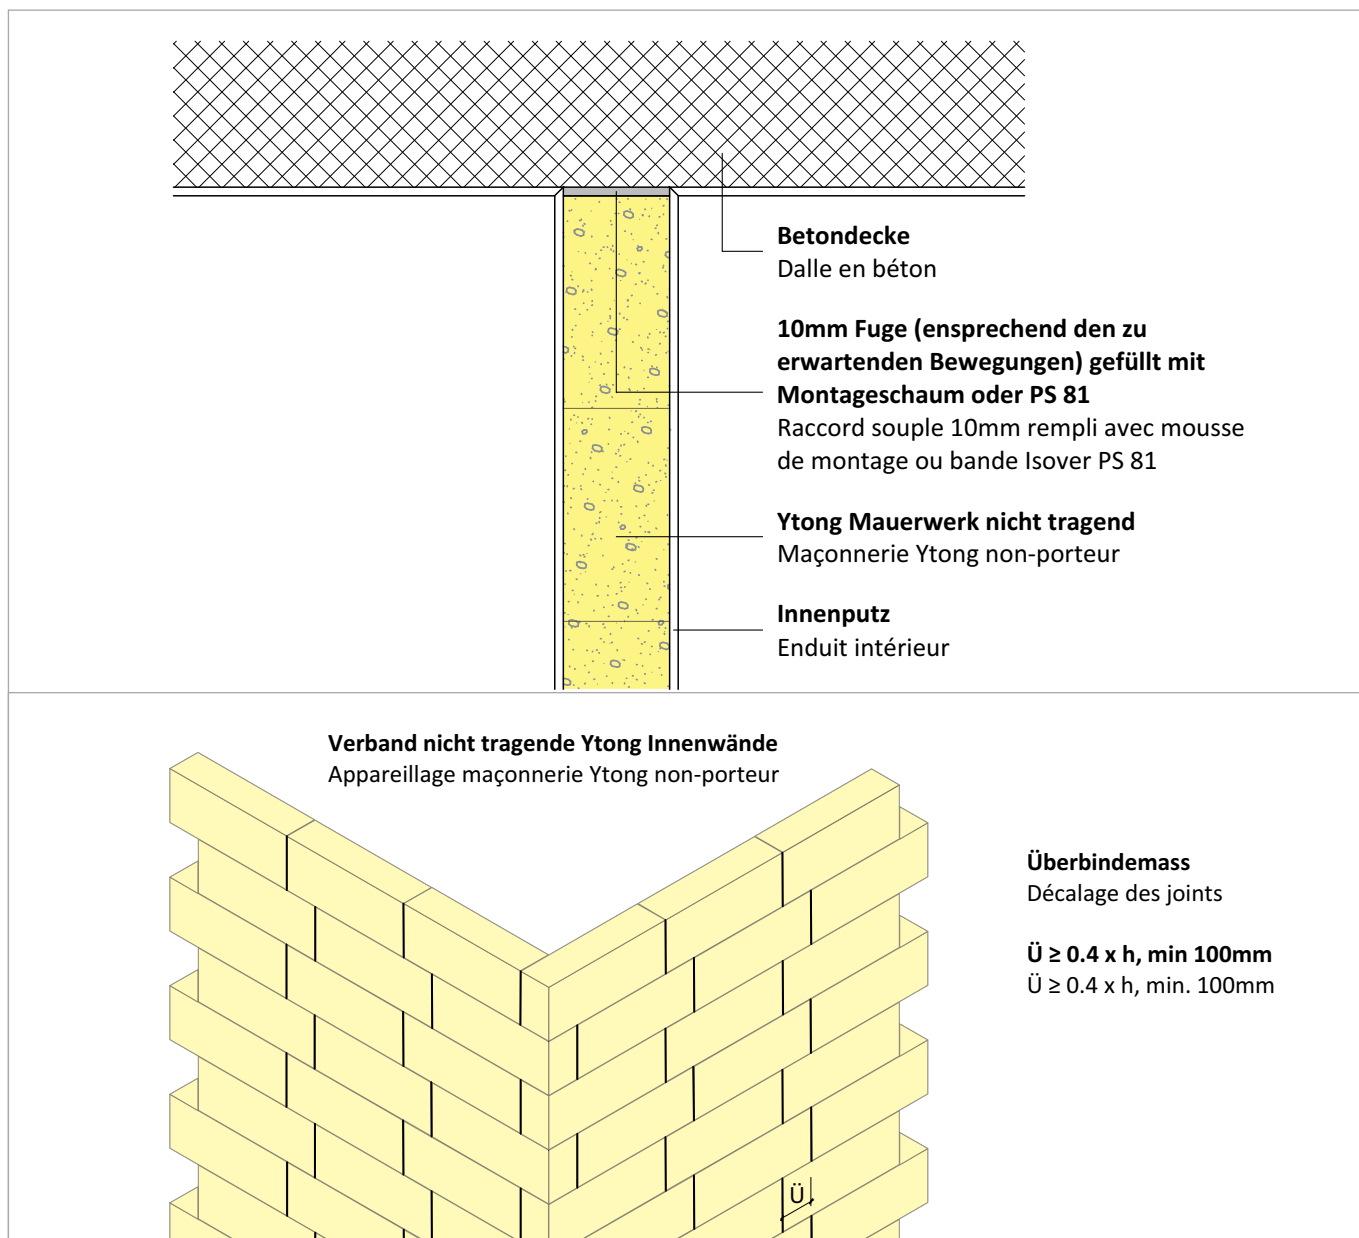 Betondecke
Dalle en béton
10mm Fuge (ensprechend den zu
erwartenden Bewegungen) gefüllt mit
Montageschaum oder PS 81
Raccord souple 10mm rempli avec mousse
de montage ou bande Isover PS 81
Ytong Mauerwerk nicht tragend
Maçonnerie Ytong non-porteur
Innenputz
Enduit intérieur
Verband nicht tragende Ytong Innenwände
Appareillage maçonnerie Ytong non-porteur
Überbindemass
Décalage des joints
Ü ≥ 0.4 x h, min 100mm
Ü ≥ 0.4 x h, min. 100mm
Ü